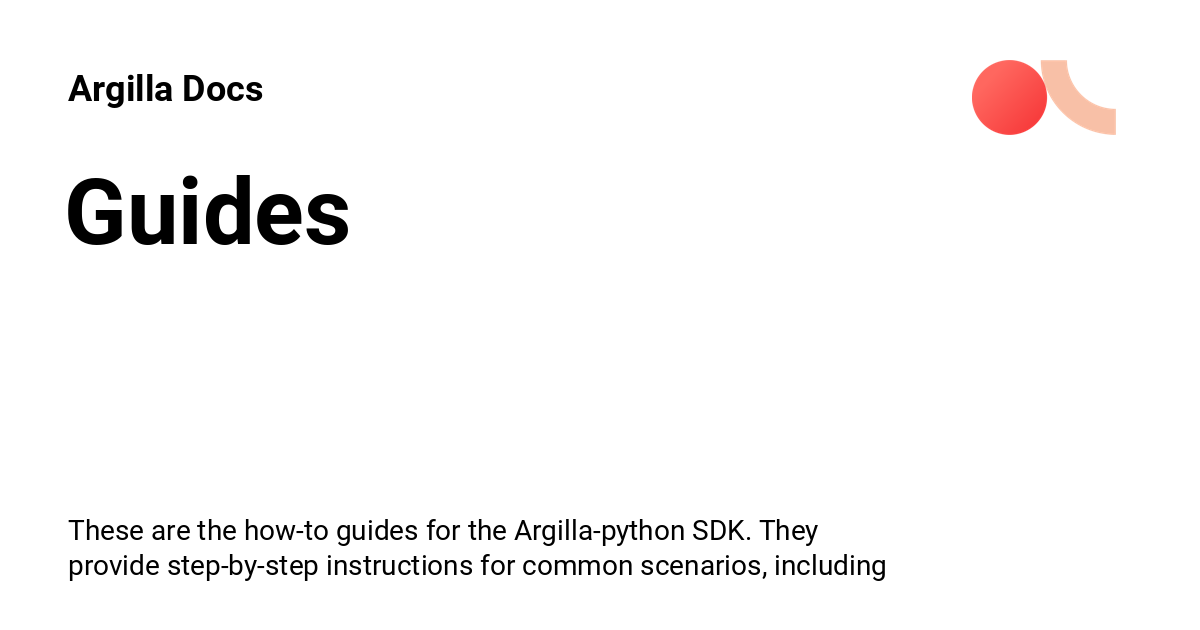 Argilla Docs
Guides
These are the how-to guides for the Argilla-python SDK. They
provide step-by-step instructions for common scenarios, including